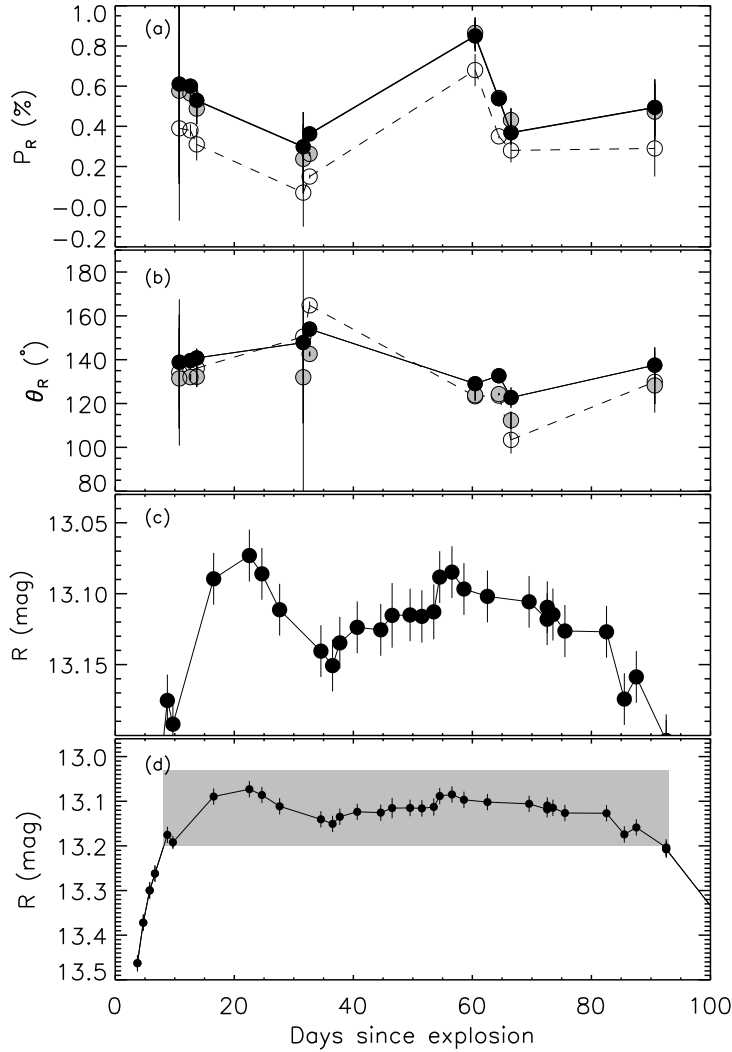 (a)
1.0
0.8
0.6
0.4
0.2
-0.0
-0.2
P_R (%)
(b)
180
160
140
120
100
80
θ_R (°)
(c)
13.05
13.10
13.15
R (mag)
(d)
13.0
13.1
13.2
13.3
13.4
13.5
R (mag)
0 20 40 60 80 100
Days since explosion